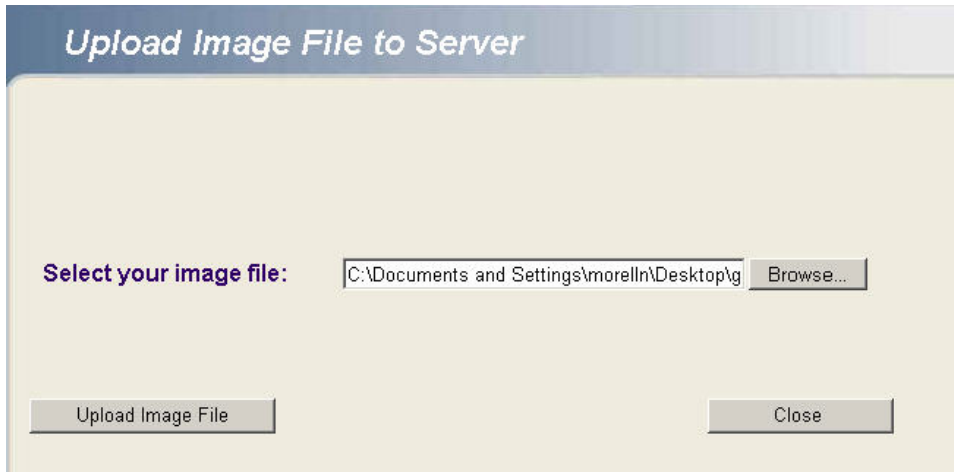 Upload Image File to Server
Select your image file: C:\Documents and Settings\morelln\Desktop\g Browse...
Upload Image File Close